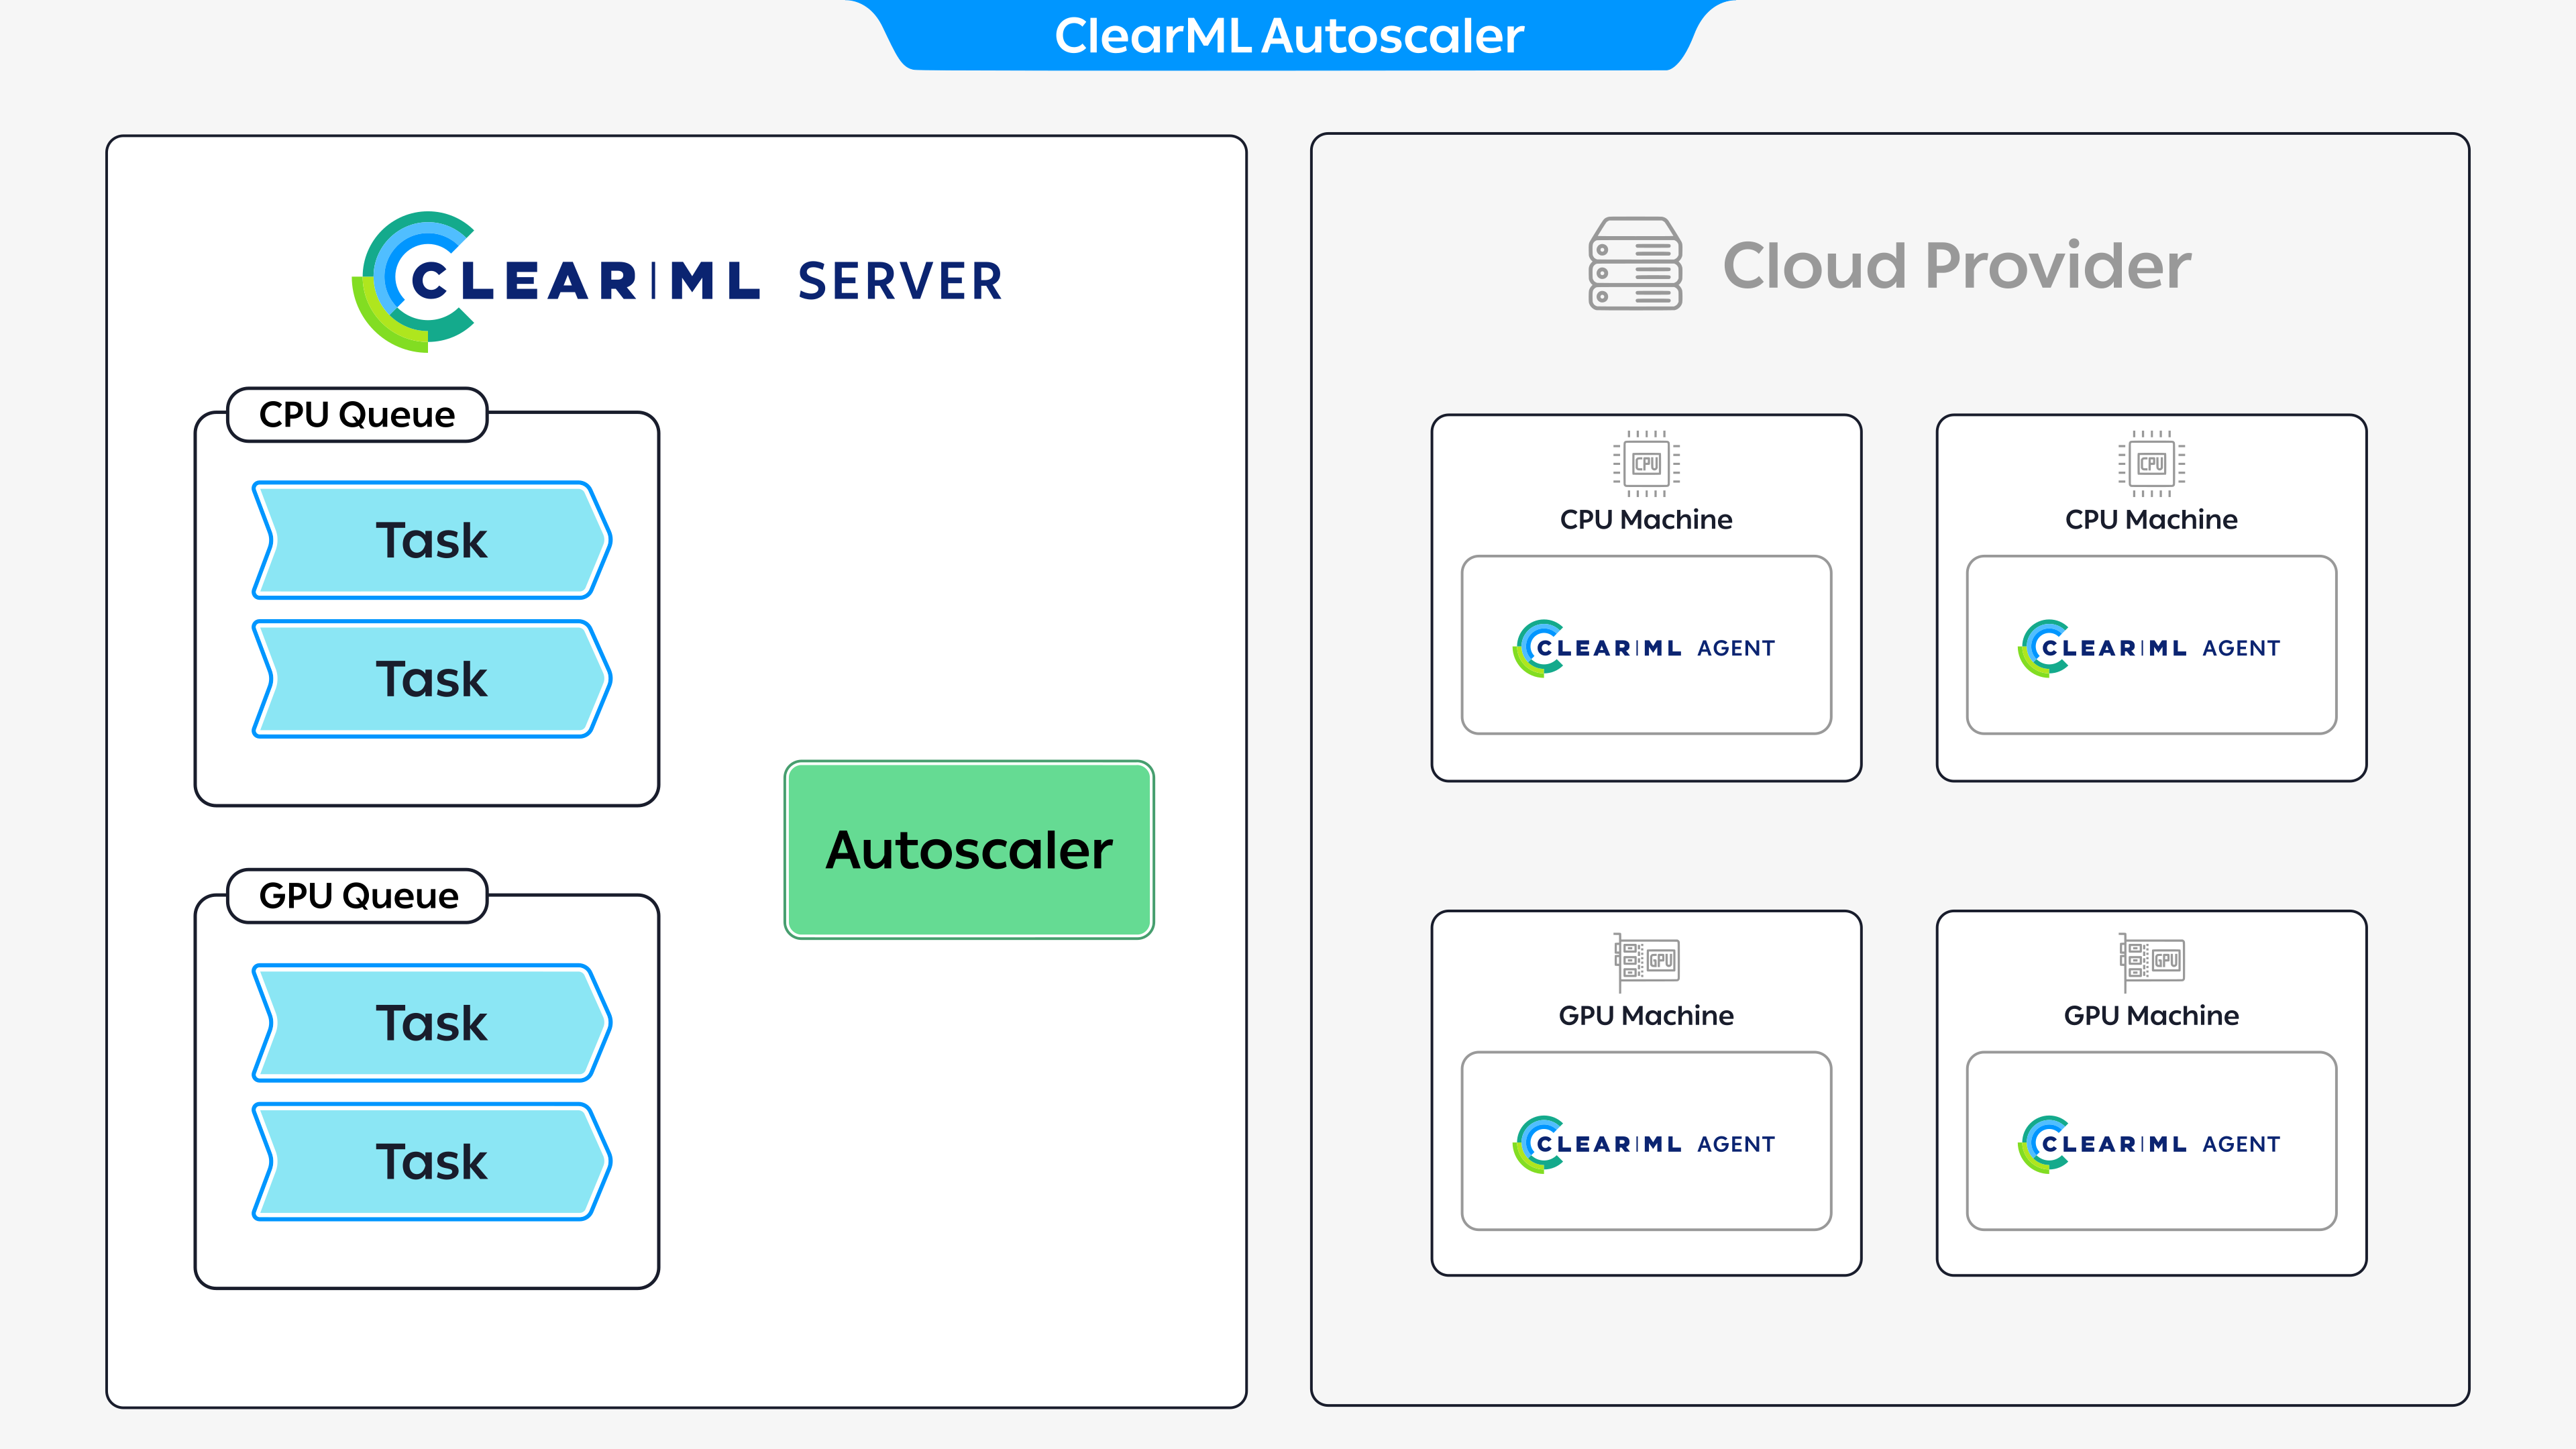 ClearML Autoscaler
CLEAR|ML SERVER
CPU Queue
Task
Task
GPU Queue
Task
Task
Autoscaler
Cloud Provider
CPU
CPU Machine
CLEAR|ML AGENT
CPU
CPU Machine
CLEAR|ML AGENT
GPU
GPU Machine
CLEAR|ML AGENT
GPU
GPU Machine
CLEAR|ML AGENT